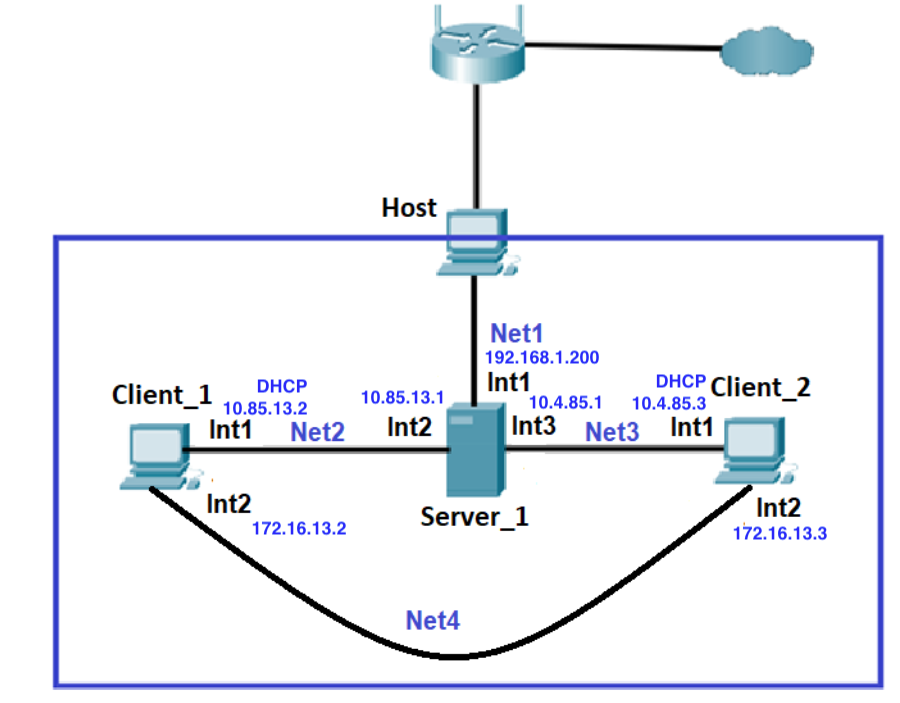 Host
Net1
192.168.1.200
Int1
Client_1
DHCP
10.85.13.2
Int1
Net2
10.85.13.1
Int2
10.4.85.1
Int3
Net3
DHCP
10.4.85.3
Int1
Client_2
Server_1
Int2
172.16.13.2
Int2
172.16.13.3
Net4